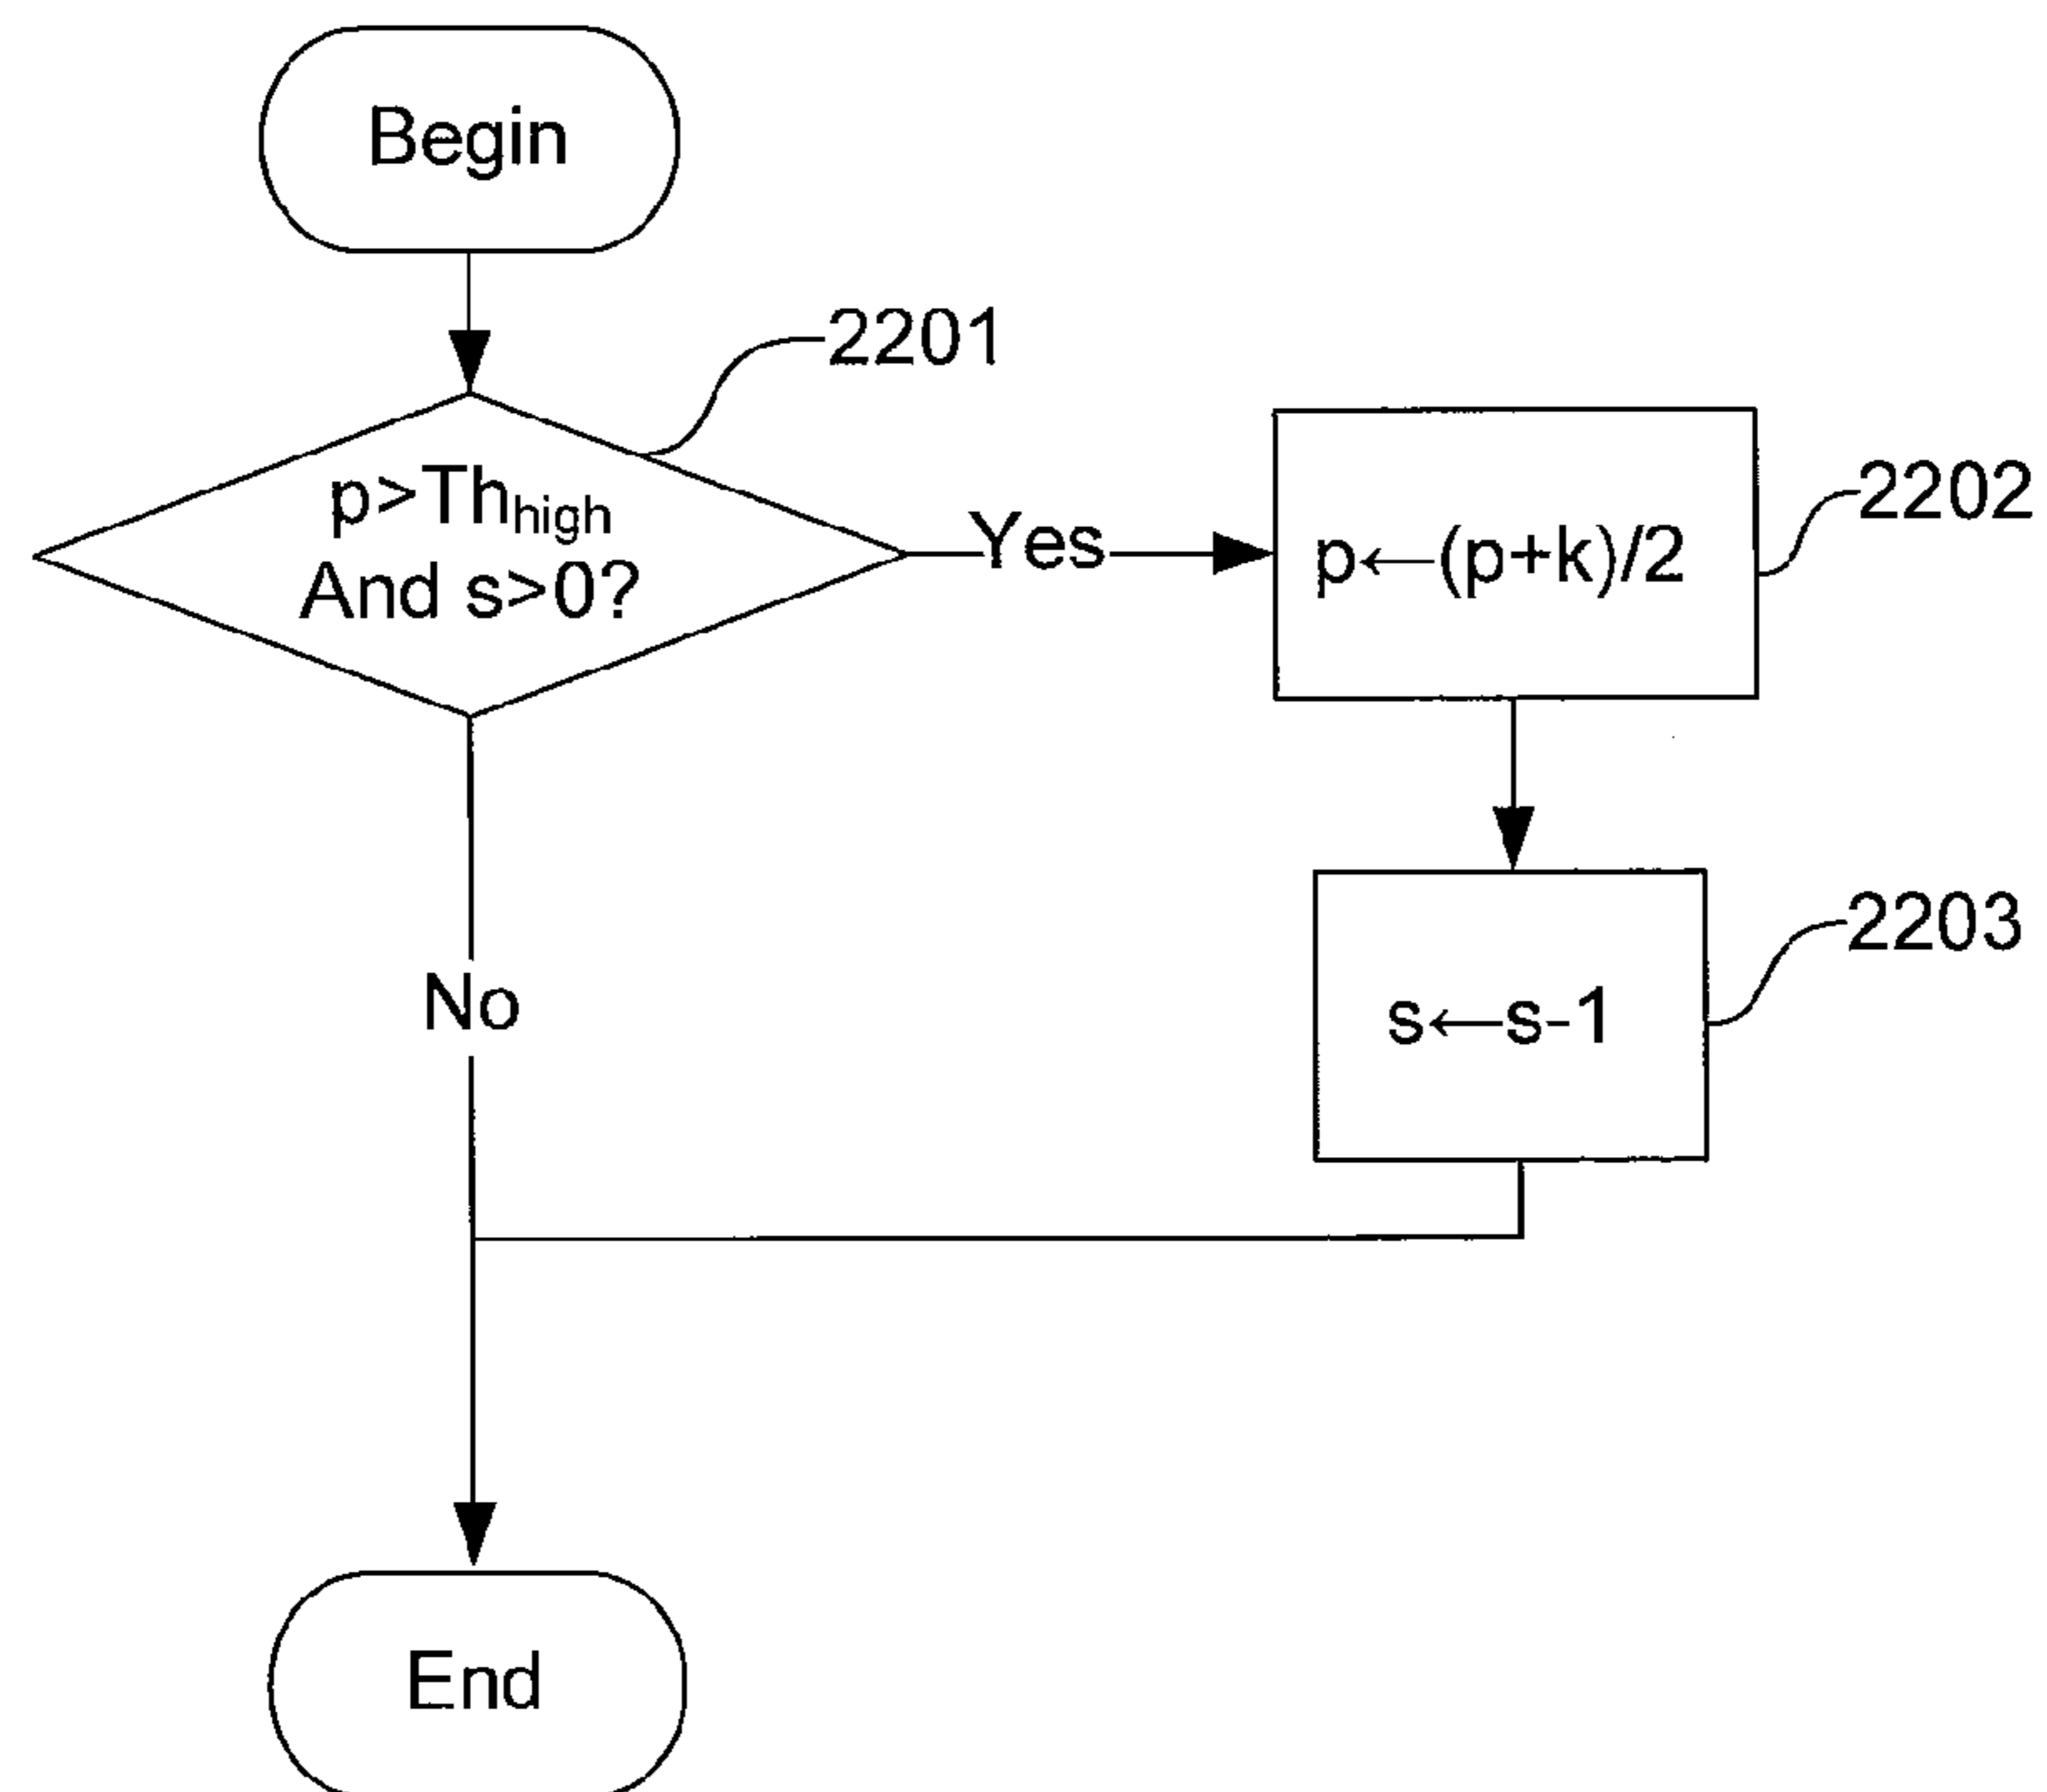 Begin
2201
p>Th_high
And s>0?
Yes
p←(p+k)/2
2202
s←s-1
2203
No
End